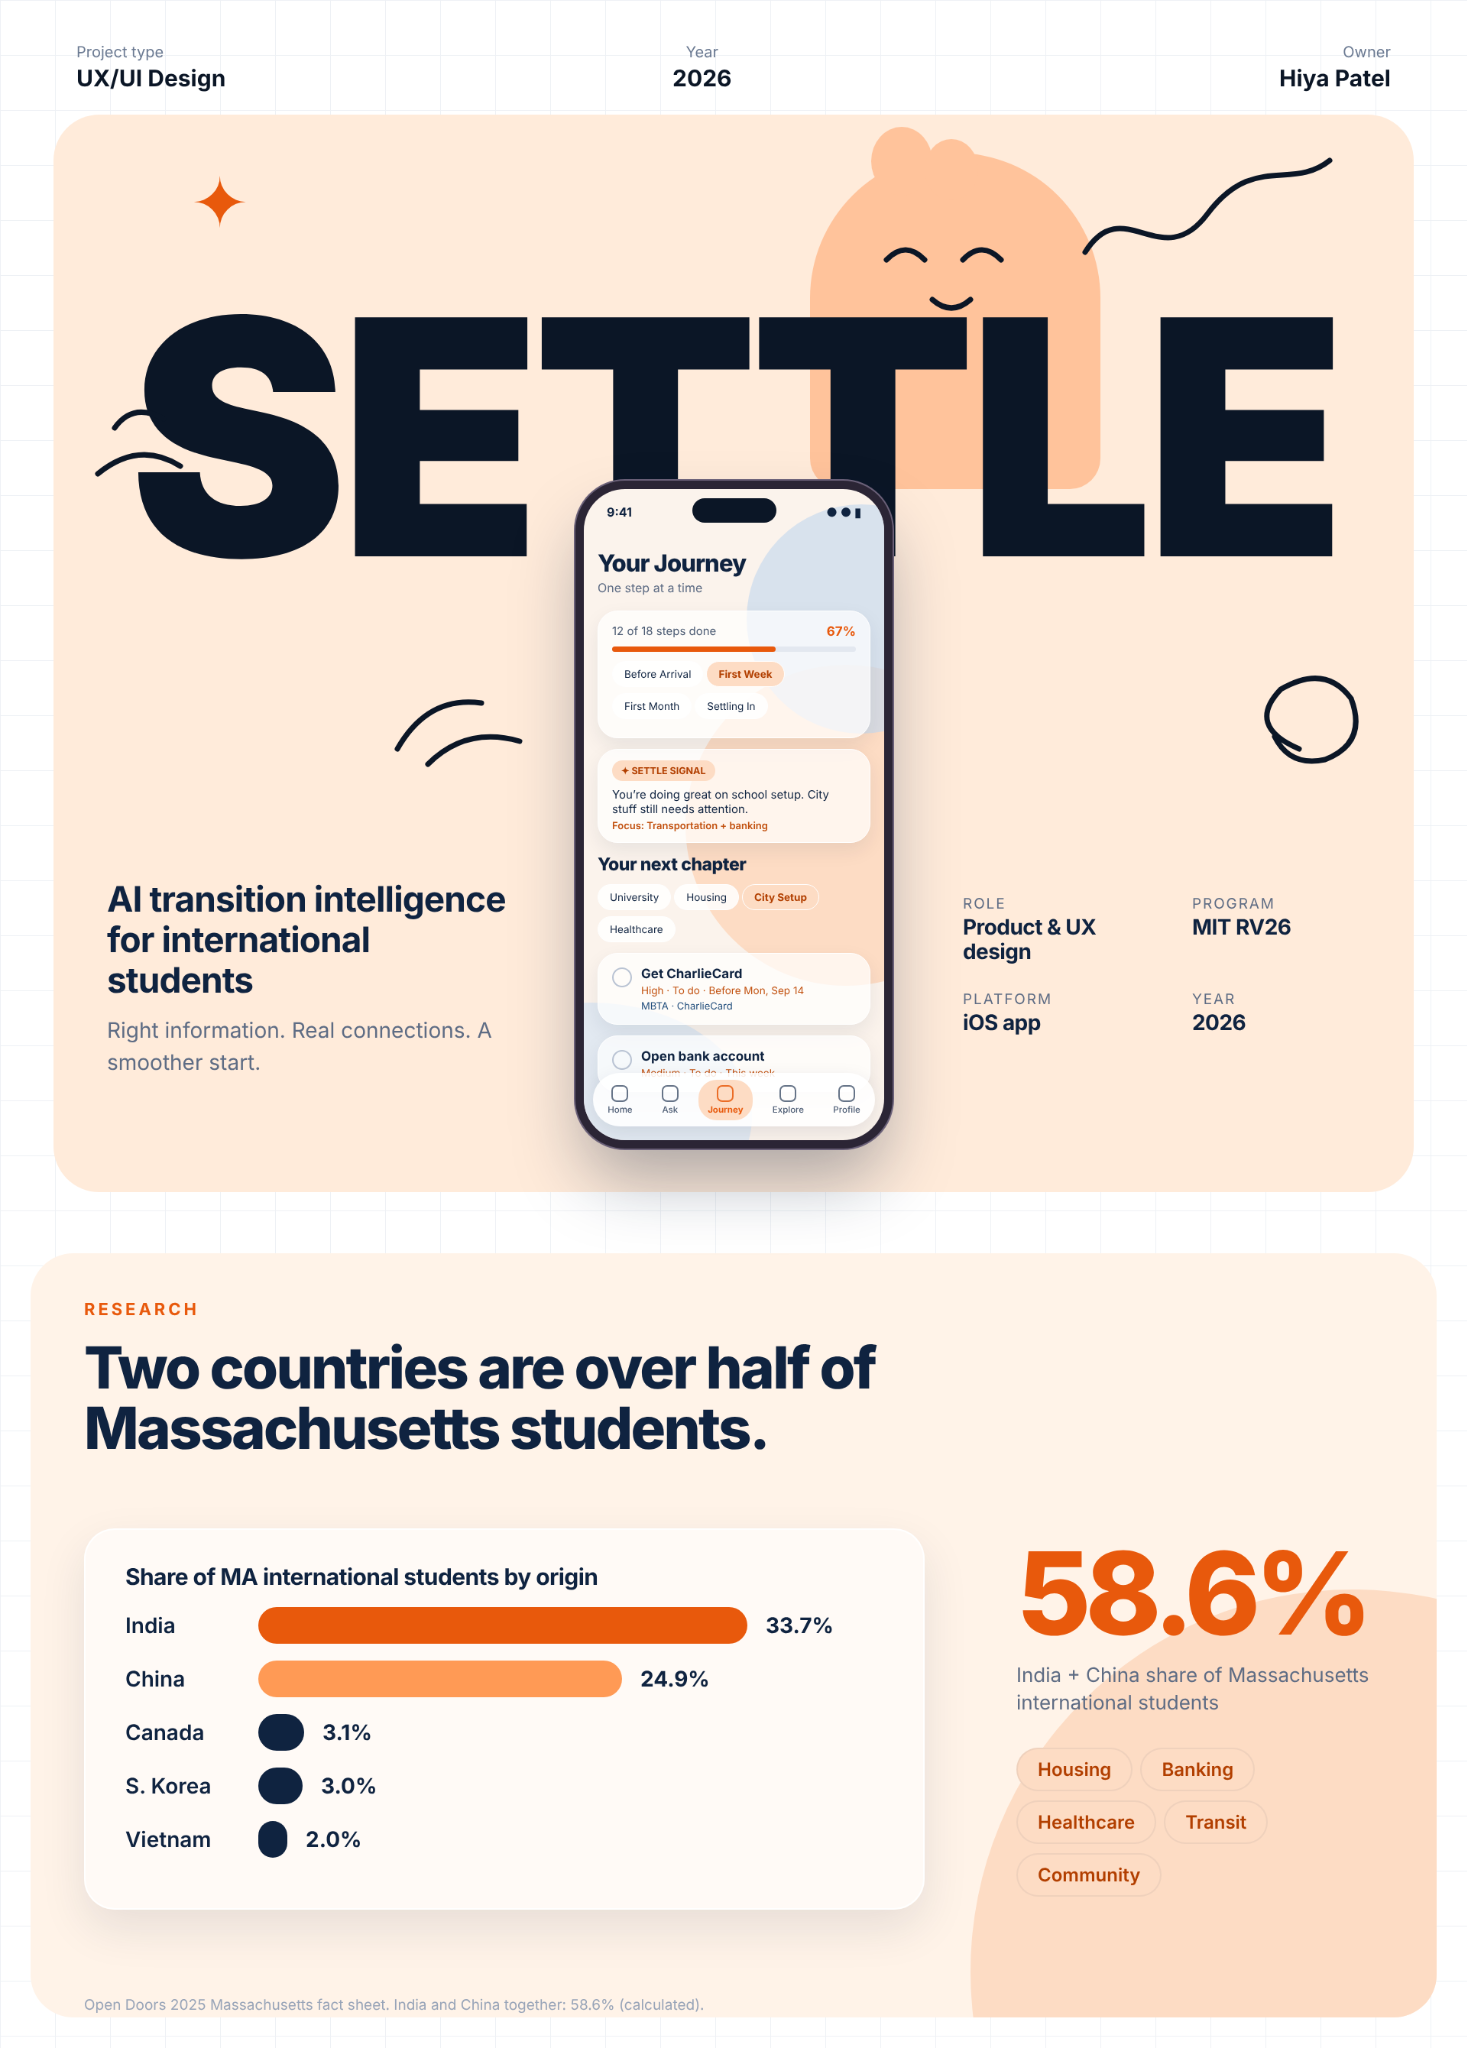 Project type
UX/UI Design
Year
2026
Owner
Hiya Patel
SETTLE
9:41
Your Journey
One step at a time
12 of 18 steps done 67%
Before Arrival First Week
First Month Settling In
✦ SETTLE SIGNAL
You’re doing great on school setup. City
stuff still needs attention.
Focus: Transportation + banking
Your next chapter
University Housing City Setup
Healthcare
Get CharlieCard
High · To do · Before Mon, Sep 14
MBTA · CharlieCard
Open bank account
Medium · To do · This week
Home Ask Journey Explore Profile
AI transition intelligence
for international
students
Right information. Real connections. A
smoother start.
ROLE
Product & UX
design
PROGRAM
MIT RV26
PLATFORM
iOS app
YEAR
2026
RESEARCH
Two countries are over half of
Massachusetts students.
Share of MA international students by origin
India 33.7%
China 24.9%
Canada 3.1%
S. Korea 3.0%
Vietnam 2.0%
58.6%
India + China share of Massachusetts
international students
Housing Banking
Healthcare Transit
Community
Open Doors 2025 Massachusetts fact sheet. India and China together: 58.6% (calculated).